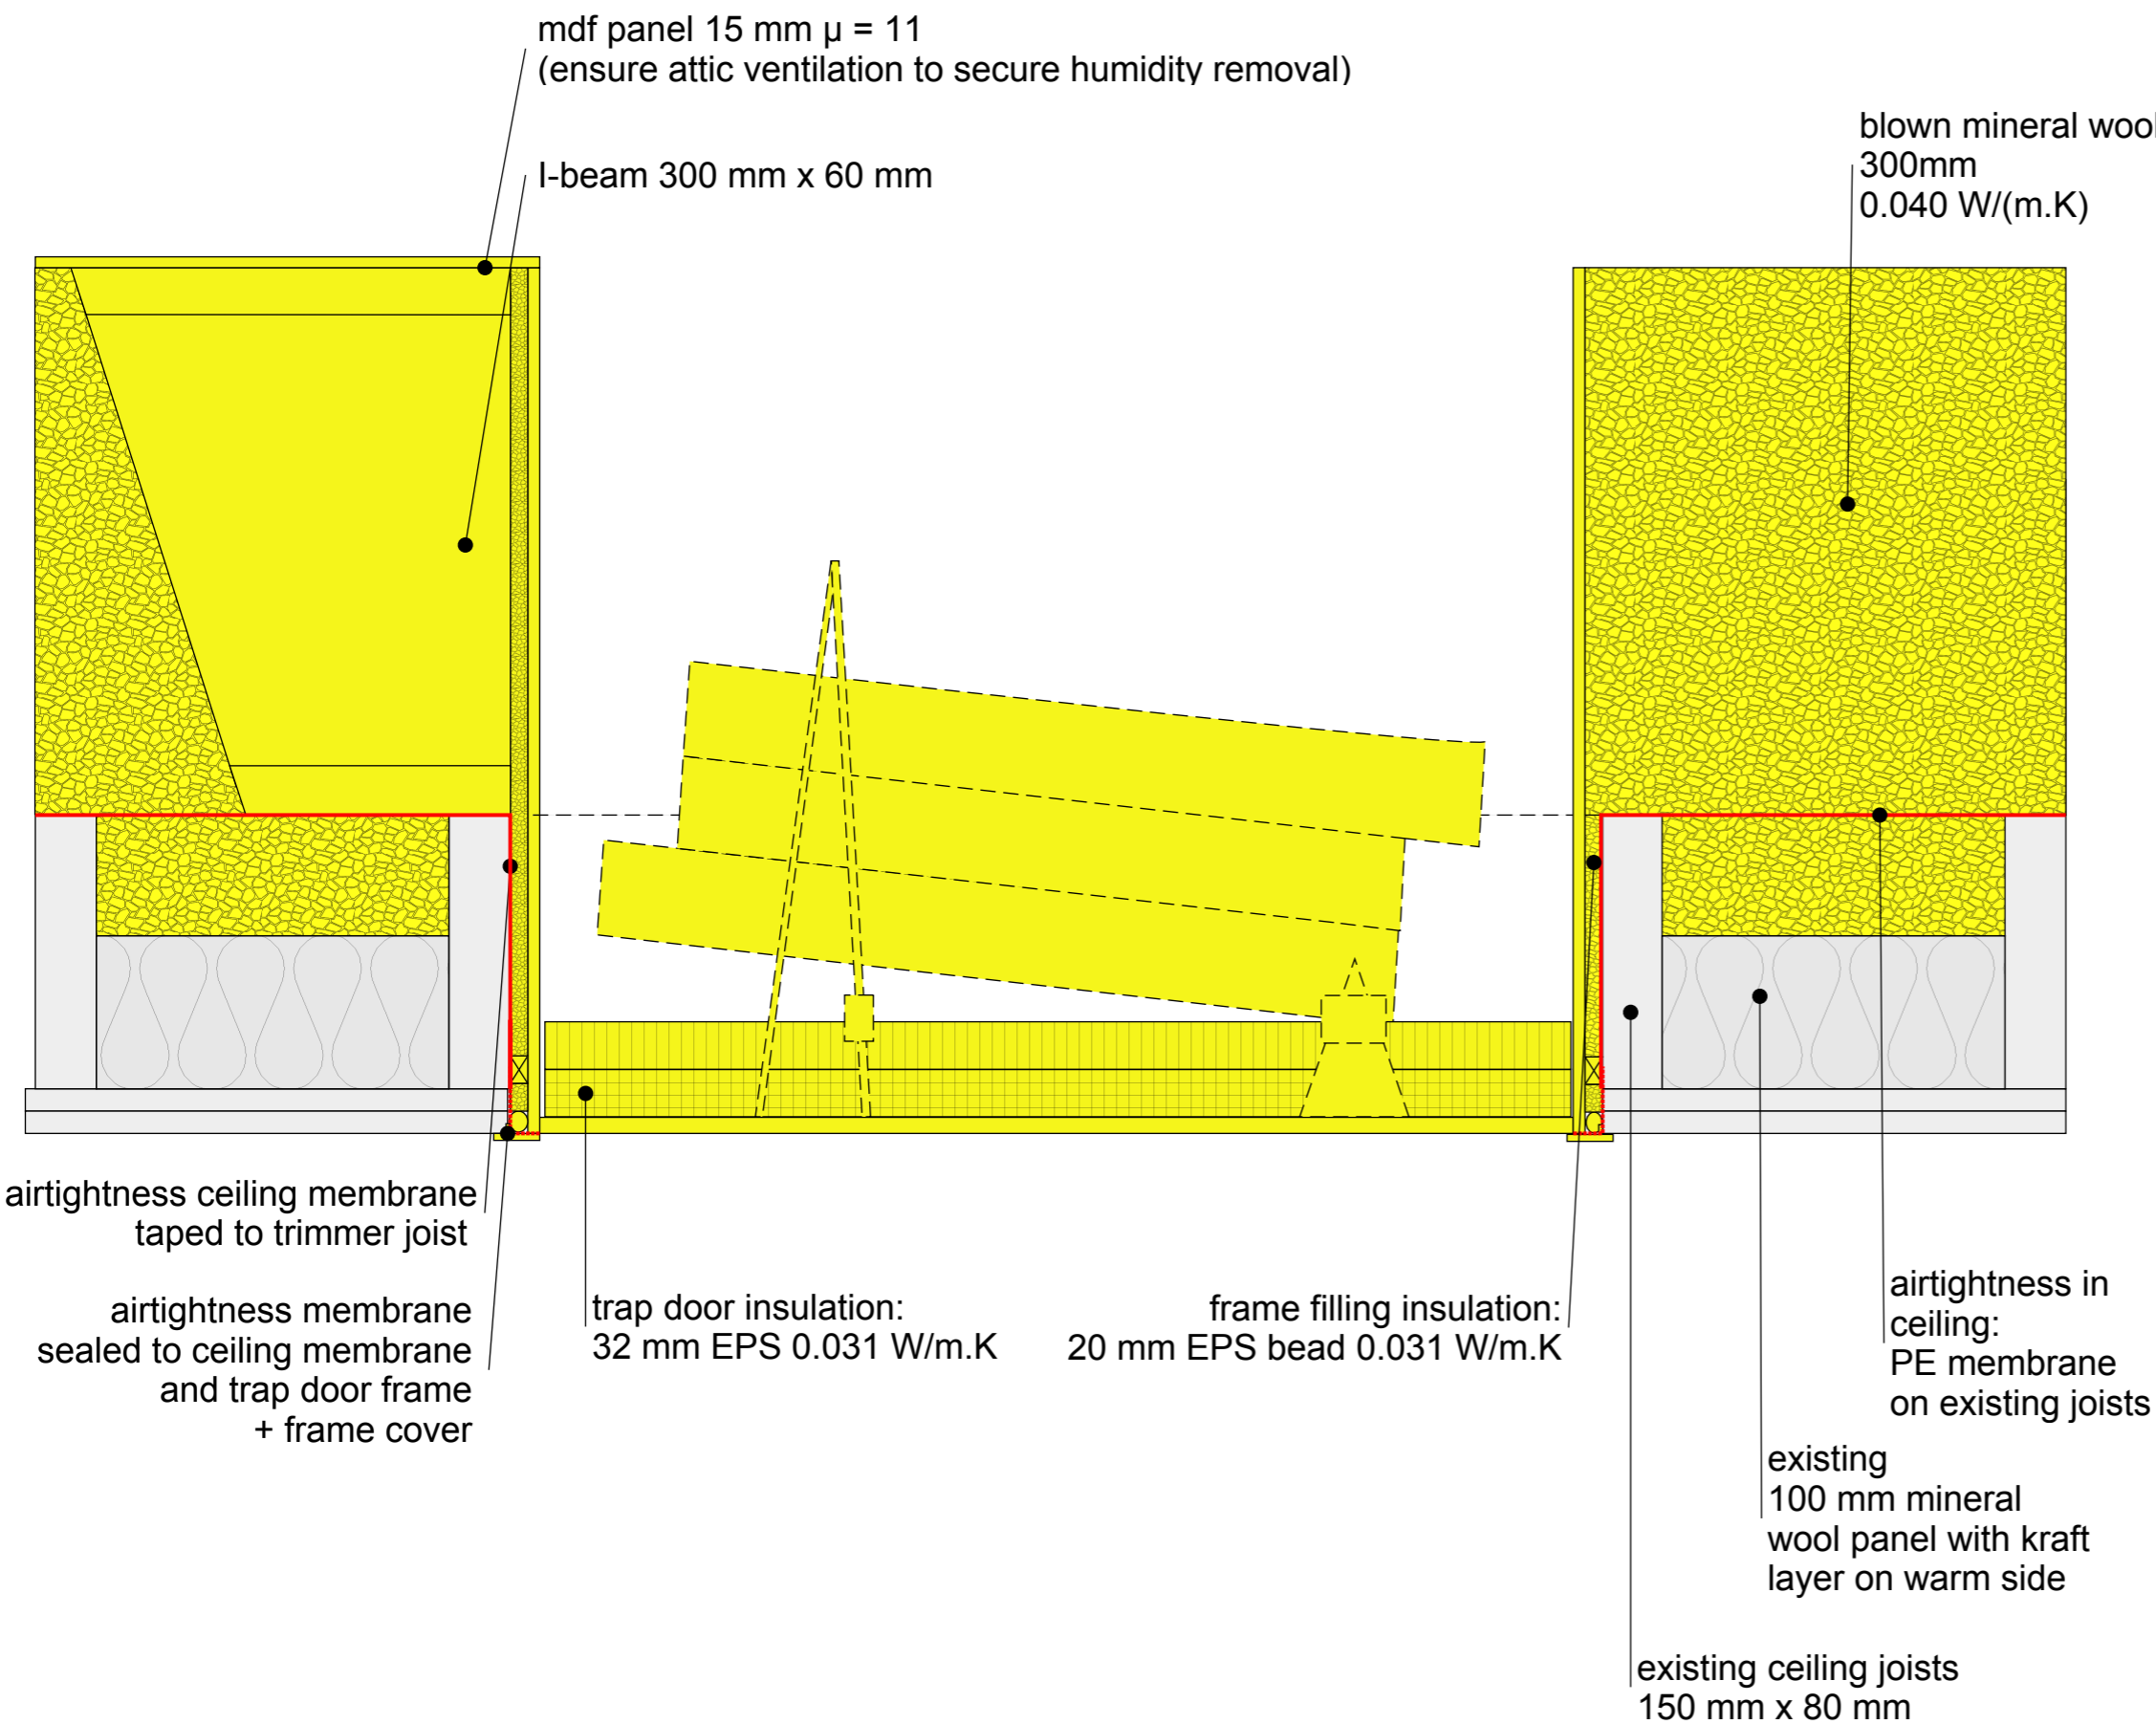 mdf panel 15 mm µ = 11
(ensure attic ventilation to secure humidity removal)
I-beam 300 mm x 60 mm
blown mineral wool
300mm
0.040 W/(m.K)
airtightness ceiling membrane
taped to trimmer joist
airtightness membrane
sealed to ceiling membrane
and trap door frame
+ frame cover
trap door insulation:
32 mm EPS 0.031 W/m.K
frame filling insulation:
20 mm EPS bead 0.031 W/m.K
airtightness in
ceiling:
PE membrane
on existing joists
existing
100 mm mineral
wool panel with kraft
layer on warm side
existing ceiling joists
150 mm x 80 mm